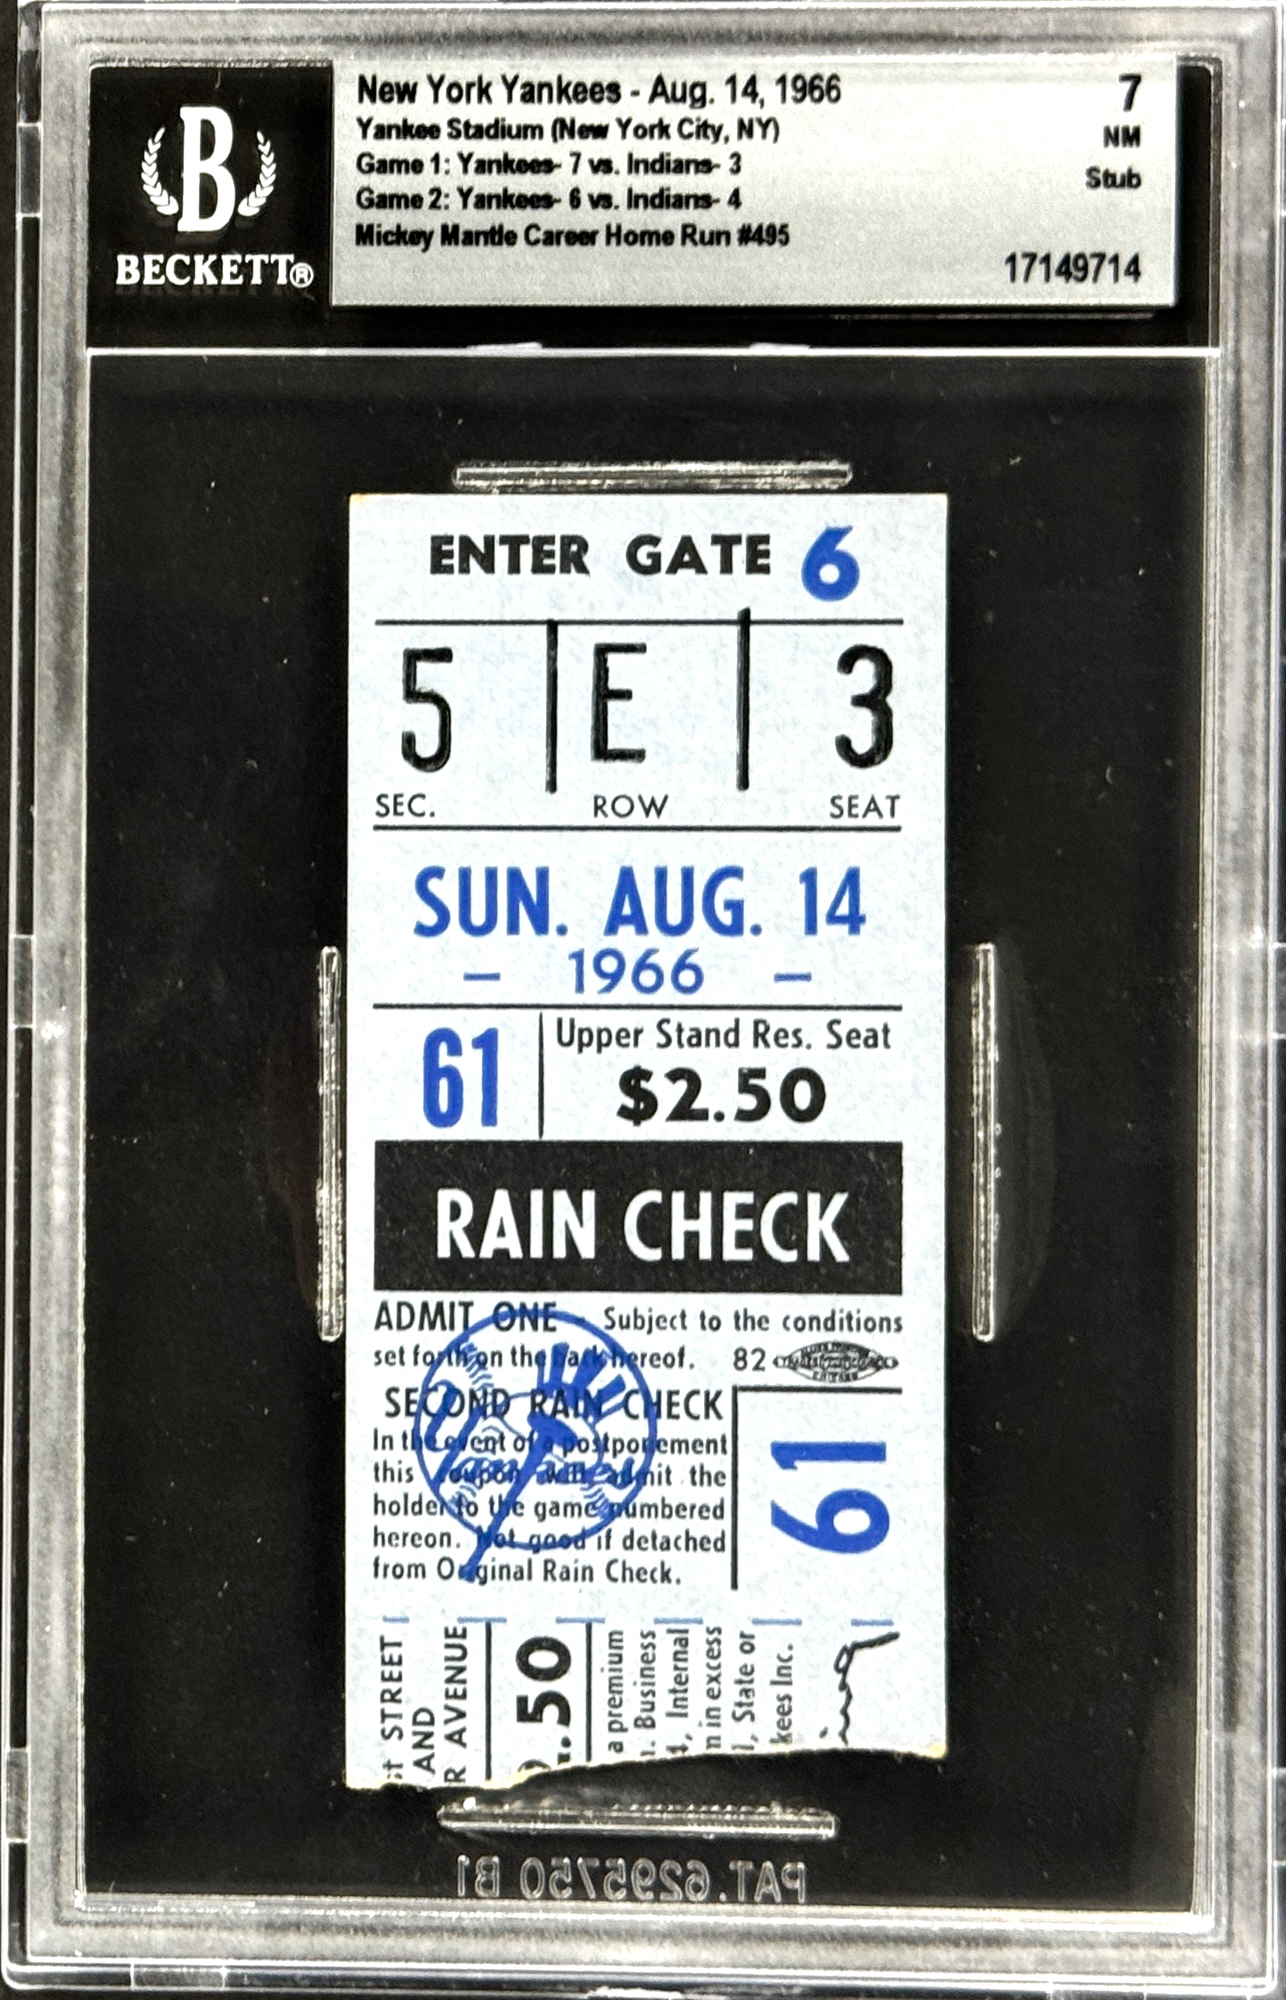 B
BECKETT®
New York Yankees - Aug. 14, 1966
Yankee Stadium (New York City, NY)
Game 1: Yankees- 7 vs. Indians- 3
Game 2: Yankees- 6 vs. Indians- 4
Mickey Mantle Career Home Run #495
7
NM
Stub
17149714
ENTER GATE 6
5 E 3
SEC. ROW SEAT
SUN. AUG. 14
– 1966 –
61
Upper Stand Res. Seat
$2.50
RAIN CHECK
ADMIT ONE – Subject to the conditions
set forth on the back hereof. 82
SECOND RAIN CHECK
In the event of a postponement
this coupon will admit the
holder to the game numbered
hereon. Not good if detached
from Original Rain Check.
61
Yankees
st STREET
AND
R AVENUE
.50
a premium
. Business
, Internal
in excess
, State or
kees Inc.
PAT. 6295750 B1